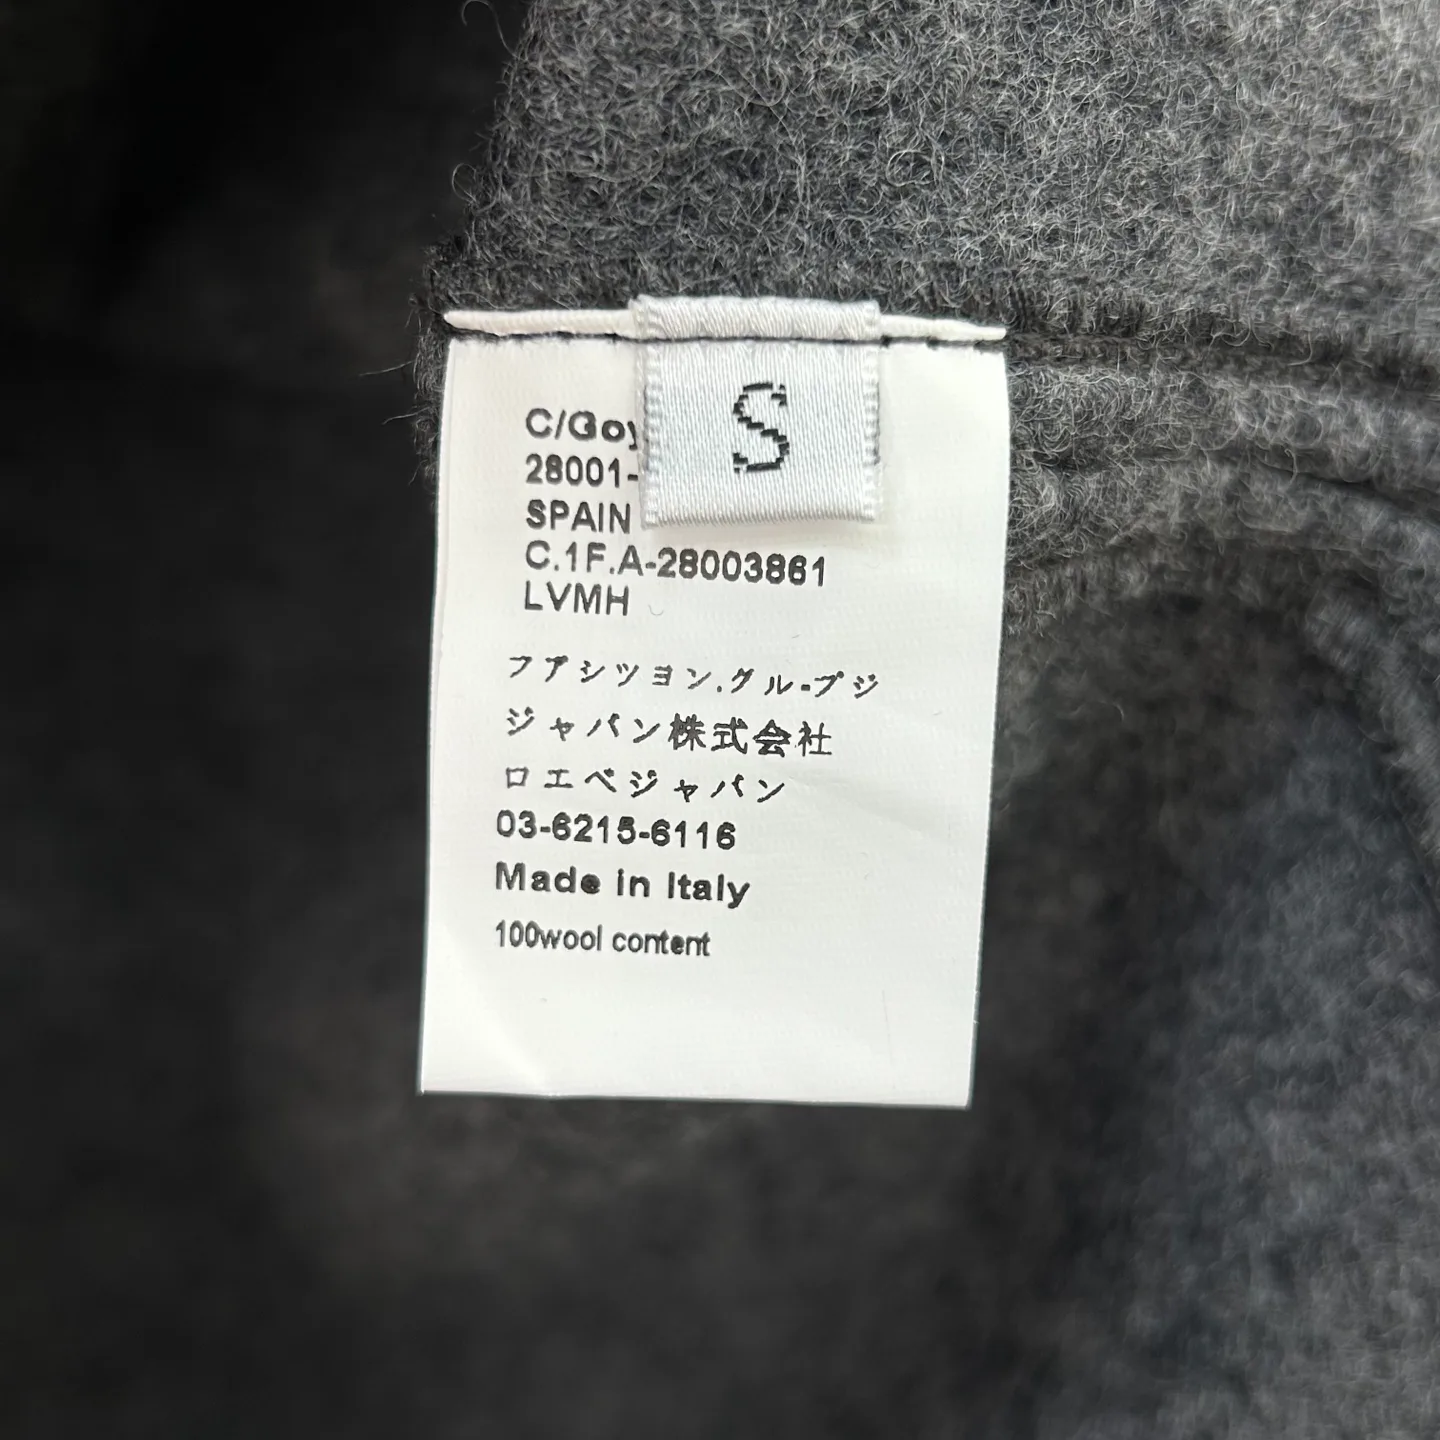 S
C/Goy
28001-
SPAIN
C.1F.A-28003861
LVMH
フアシツヨン.グル-プジ
ジャパン株式会社
ロエベジャパン
03-6215-6116
Made in Italy
100wool content